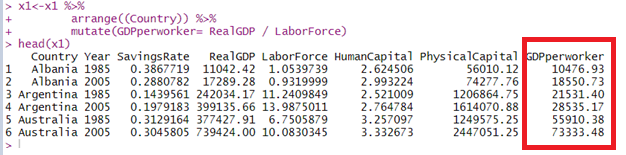 > x1<-x1 %>%
+ arrange((Country)) %>%
+ mutate(GDPperworker= RealGDP / LaborForce)
> head(x1)
Country Year SavingsRate RealGDP LaborForce HumanCapital PhysicalCapital GDPperworker
1 Albania 1985 0.3867719 11042.42 1.0539739 2.624506 56010.12 10476.93
2 Albania 2005 0.2880782 17289.28 0.9319999 2.993224 74277.76 18550.73
3 Argentina 1985 0.1439561 242034.17 11.2409849 2.521009 1206864.75 21531.40
4 Argentina 2005 0.1979183 399135.66 13.9875011 2.764784 1614070.88 28535.17
5 Australia 1985 0.3129164 377427.91 6.7505879 3.257097 1249575.25 55910.38
6 Australia 2005 0.3045805 739424.00 10.0830345 3.332673 2447051.25 73333.48
>